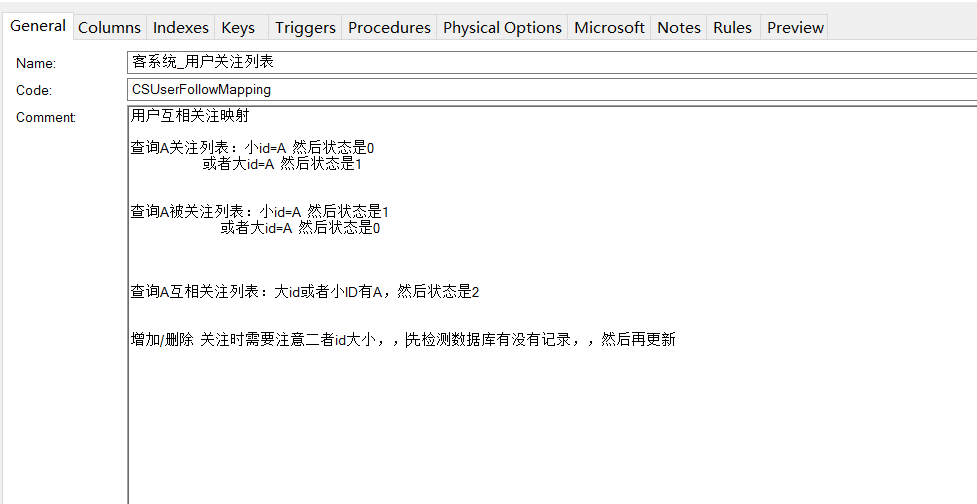 General Columns Indexes Keys Triggers Procedures Physical Options Microsoft Notes Rules Preview
Name: 客系统_用户关注列表
Code: CSUserFollowMapping
Comment: 用户互相关注映射
查询A关注列表：小id=A 然后状态是0
或者大id=A 然后状态是1
查询A被关注列表：小id=A 然后状态是1
或者大id=A 然后状态是0
查询A互相关注列表：大id或者小ID有A，然后状态是2
增加/删除 关注时需要注意二者id大小，，先检测数据库有没有记录，，然后再更新